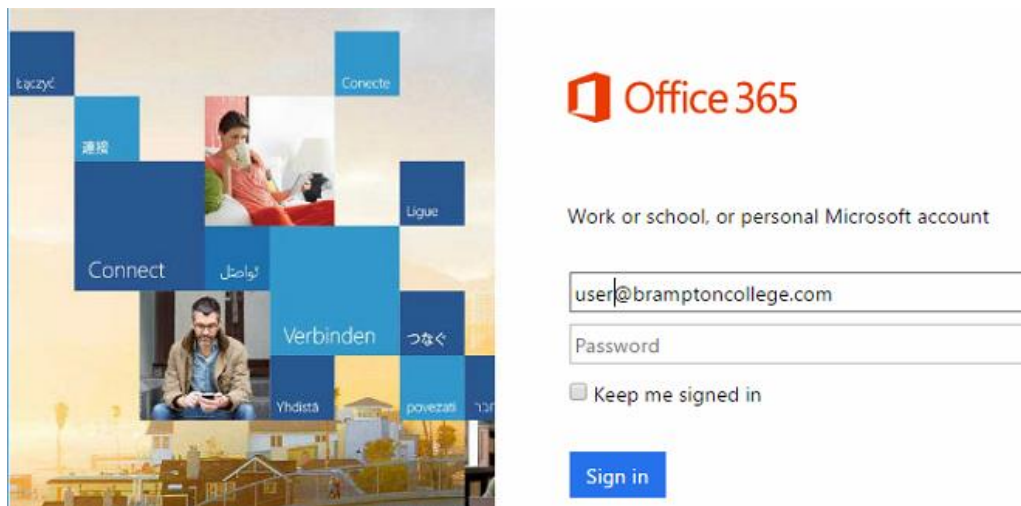 Łączyć
Conecte
連接
Ligue
Connect
تواصل
Verbinden
つなぐ
Yhdistä
povezati
Office 365
Work or school, or personal Microsoft account
user@bramptoncollege.com
Password
Keep me signed in
Sign in